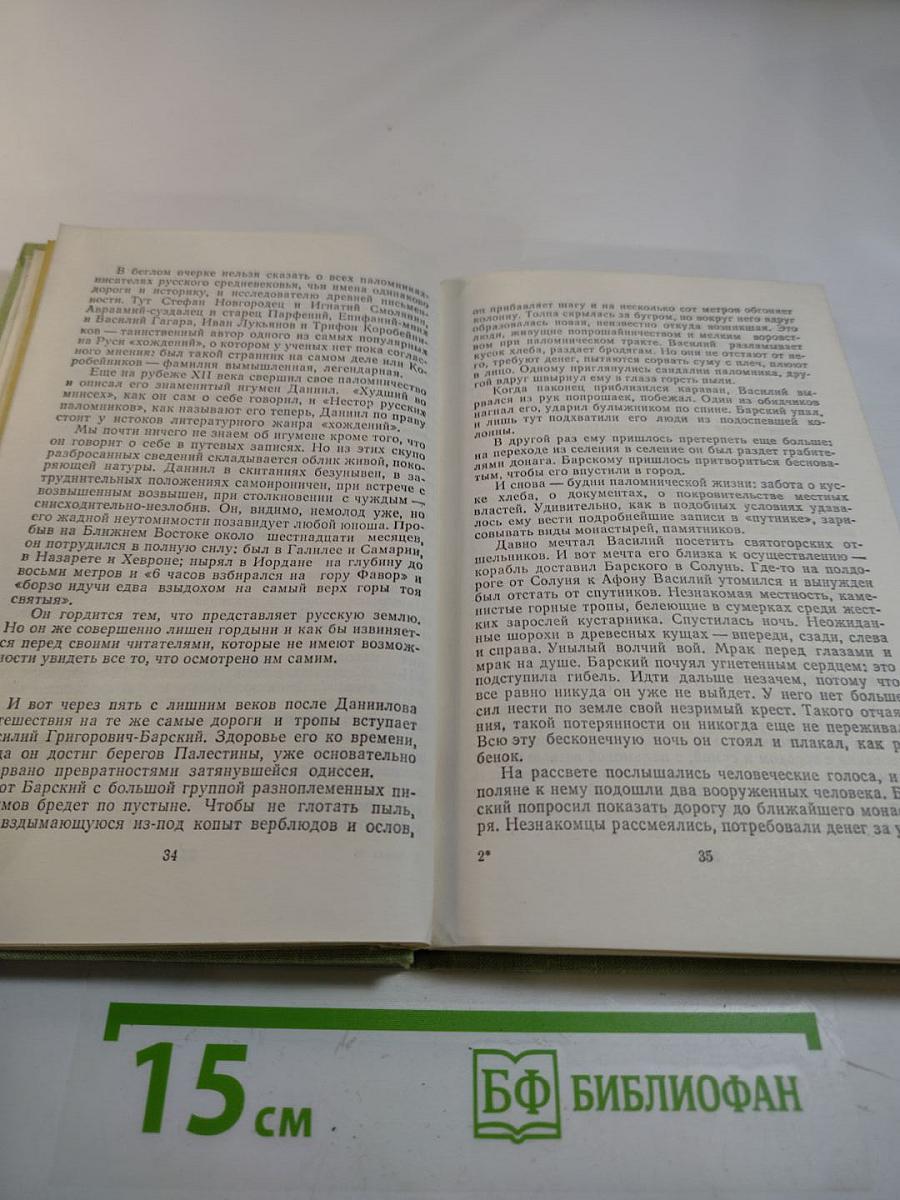 В беглом очерке нельзя сказать о всех паломниках-
писателях русского средневековья, чьи имена одинаково
дороги и историку, и исследователю древней письмен-
ности. Тут Стефан Новгородец и Игнатий Смолянин,
Авраамий-суздалец и старец Парфений, Епифаний-мних
и Василий Гагара, Иван Лукьянов и Трифон Коробейни-
ков — таинственный автор одного из самых популярных
на Руси «хождений», о котором у ученых нет пока соглас-
ного мнения: был такой странник на самом деле или Ко-
робейников — фамилия вымышленная, легендарная.
Еще на рубеже XII века свершил свое паломничество
и описал его знаменитый игумен Даниил. «Худший во
мнисех», как он сам о себе говорил, и «Нестор русских
паломников», как называют его теперь, Даниил по праву
стоит у истоков литературного жанра «хождений».
Мы почти ничего не знаем об игумене кроме того, что
он говорит о себе в путевых записях. Но из этих скупо
разбросанных сведений складывается облик живой, поко-
ряющей натуры. Даниил в скитаниях безунывен, в за-
труднительных положениях самоироничен, при встрече с
возвышенным возвышен, при столкновении с чуждым —
снисходительно-незлобив. Он, видимо, немолод уже, но
его жадной неутомимости позавидует любой юноша. Про-
быв на Ближнем Востоке около шестнадцати месяцев,
он потрудился в полную силу: был в Галилее и Самарии,
в Назарете и Хевроне; нырял в Иордане на глубину до
восьми метров и «6 часов взбирался на гору Фавор» и
«борзо идучи едва взыдохом на самый верх горы тоя
святыя».
Он гордится тем, что представляет русскую землю.
Но он же совершенно лишен гордыни и как бы извиняет-
ся перед своими читателями, которые не имеют возмож-
ности увидеть все то, что осмотрено им самим.
И вот через пять с лишним веков после Даниилова
тешествия на те же самые дороги и тропы вступает
силий Григорович-Барский. Здоровье его ко времени,
да он достиг берегов Палестины, уже основательно
рвано превратностями затянувшейся одиссеи.
от Барский с большой группой разноплеменных пи-
имов бредет по пустыне. Чтобы не глотать пыль,
вздымающуюся из-под копыт верблюдов и ослов,
34
он прибавляет шагу и на несколько сот метров обгоняет
колонну. Толпа скрылась за бугром, но вокруг него вдруг
образовалась новая, неизвестно откуда возникшая. Это
люди, живущие попрошайничеством и мелким воровст-
вом при паломническом тракте. Василий разламывает
кусок хлеба, раздает бродягам. Но они не отстают от не-
го, требуют денег, пытаются сорвать суму с плеч, плюют
в лицо. Одному приглянулись сандалии паломника, дру-
гой вдруг швырнул ему в глаза горсть пыли.
Когда наконец приблизился караван, Василий вы-
рвался из рук попрошаек, побежал. Один из обидчиков
нагнал его, ударил булыжником по спине. Барский упал,
и лишь тут подхватили его люди из подоспевшей ко-
лонны.
В другой раз ему пришлось претерпеть еще больше:
на переходе из селения в селение он был раздет грабите-
лями донага. Барскому пришлось притвориться бесноватым,
тым, чтобы его впустили в город.
И снова — будни паломнической жизни: забота о кус-
ке хлеба, о документах, о покровительстве местных
властей. Удивительно, как в подобных условиях удава-
лось ему вести подробнейшие записи в «путнике», зари-
совывать виды монастырей, памятников.
Давно мечтал Василий посетить святогорских от-
шельников. И вот мечта его близка к осуществлению —
корабль доставил Барского в Солунь. Где-то на полдо-
роге от Солуня к Афону Василий утомился и вынужден
был отстать от спутников. Незнакомая местность, каме-
нистые горные тропы, белеющие в сумерках среди жест-
ких зарослей кустарника. Спустилась ночь. Неожидан-
ные шорохи в древесных кущах — впереди, сзади, слева
и справа. Унылый волчий вой. Мрак перед глазами и
мрак на душе. Барский почуял угнетенным сердцем: это
подступила гибель. Идти дальше незачем, потому что
все равно никуда он уже не выйдет. У него нет больше
сил нести по земле свой незримый крест. Такого отчая
ния, такой потерянности он никогда еще не переживал
Всю эту бесконечную ночь он стоял и плакал, как р
бенок.
На рассвете послышались человеческие голоса, и
поляне к нему подошли два вооруженных человека. Б
ский попросил показать дорогу до ближайшего мона
ря. Незнакомцы рассмеялись, потребовали денег за у
2* 35
15 см
БФ БИБЛИОФАН